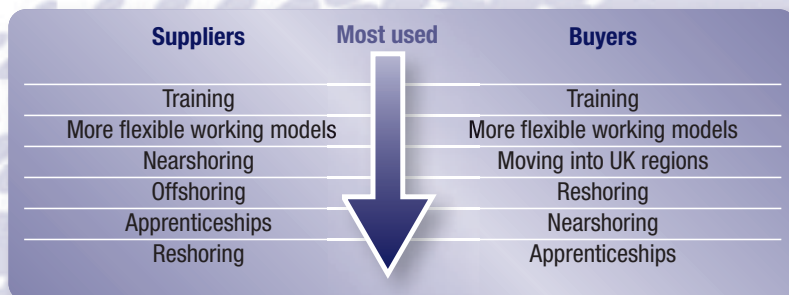 Suppliers Most used Buyers
Training Training
More flexible working models More flexible working models
Nearshoring Moving into UK regions
Offshoring Reshoring
Apprenticeships Nearshoring
Reshoring Apprenticeships